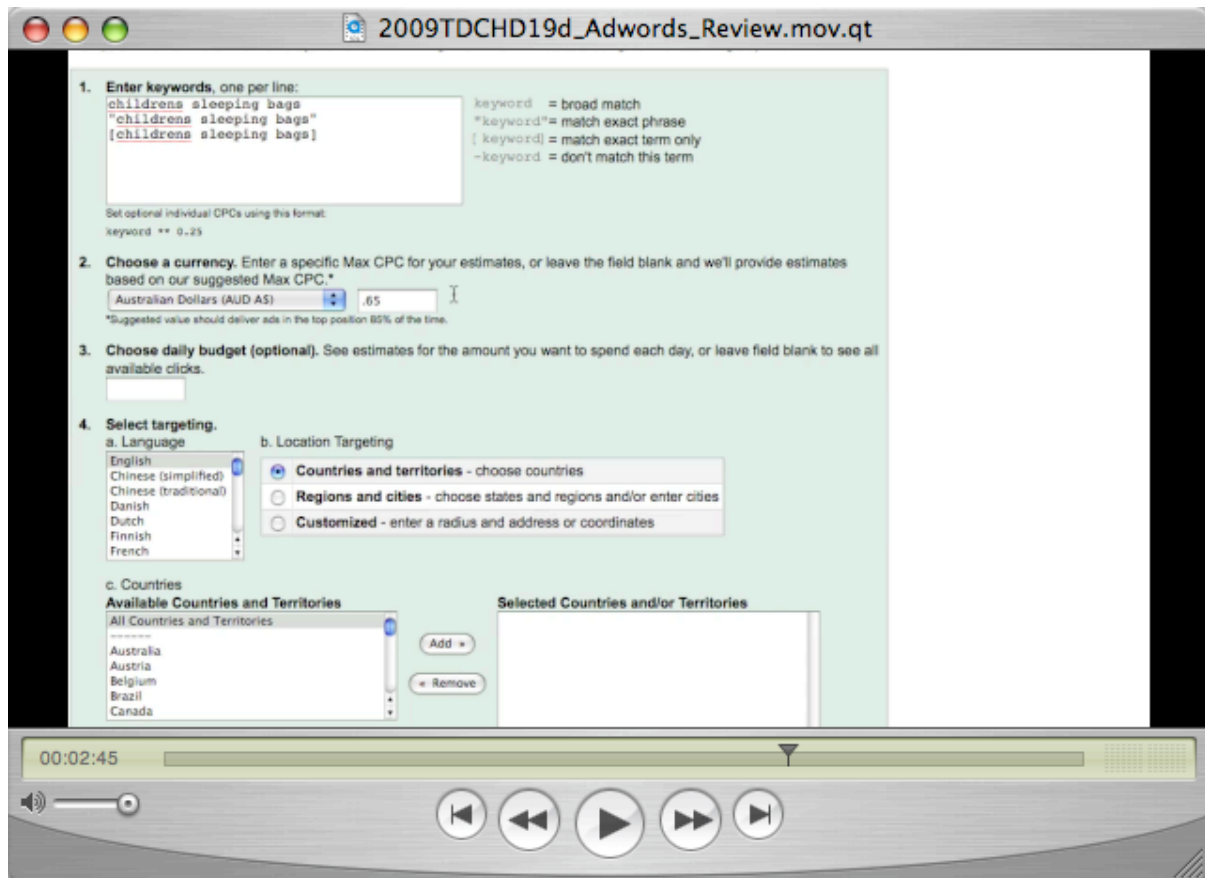 2009TDCHD19d_Adwords_Review.mov.qt
1. Enter keywords, one per line:
childrens sleeping bags
"childrens sleeping bags"
[childrens sleeping bags]
keyword = broad match
"keyword"= match exact phrase
[ keyword] = match exact term only
-keyword = don't match this term
Set optional individual CPCs using this format:
keyword ** 0.25
2. Choose a currency. Enter a specific Max CPC for your estimates, or leave the field blank and we'll provide estimates
based on our suggested Max CPC.*
Australian Dollars (AUD A$) .65
*Suggested value should deliver ads in the top position 85% of the time.
3. Choose daily budget (optional). See estimates for the amount you want to spend each day, or leave field blank to see all
available clicks.
4. Select targeting.
a. Language
English
Chinese (simplified)
Chinese (traditional)
Danish
Dutch
Finnish
French
b. Location Targeting
Countries and territories - choose countries
Regions and cities - choose states and regions and/or enter cities
Customized - enter a radius and address or coordinates
c. Countries
Available Countries and Territories
All Countries and Territories
------
Australia
Austria
Belgium
Brazil
Canada
Add »
« Remove
Selected Countries and/or Territories
00:02:45